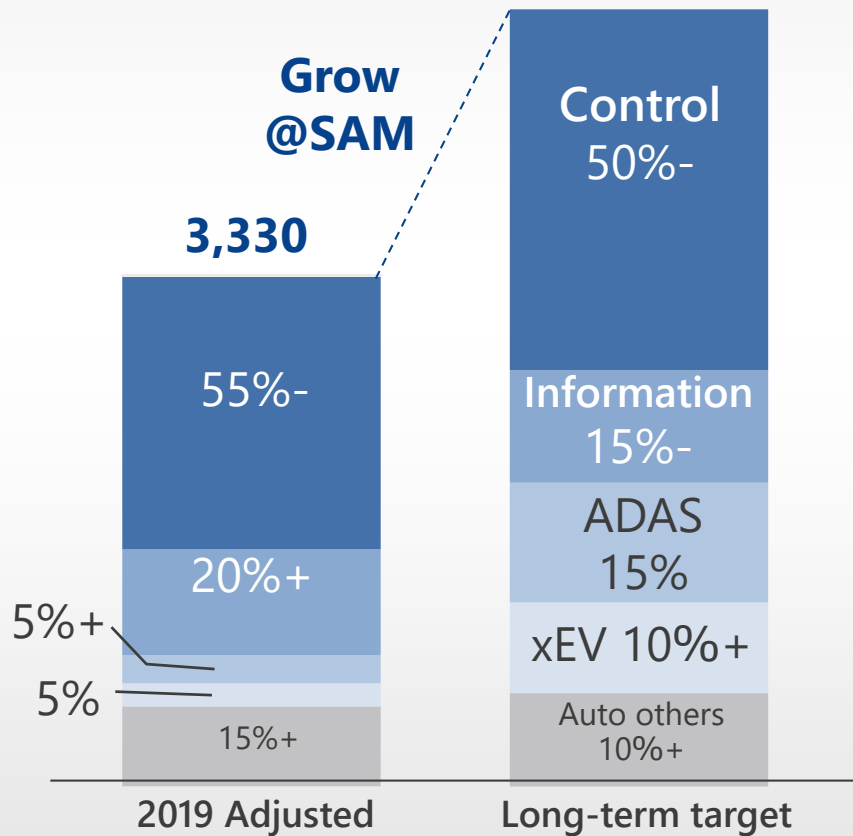 Grow
@SAM
3,330
55%-
20%+
5%+
5%
15%+
2019 Adjusted
Control
50%-
Information
15%-
ADAS
15%
xEV 10%+
Auto others
10%+
Long-term target